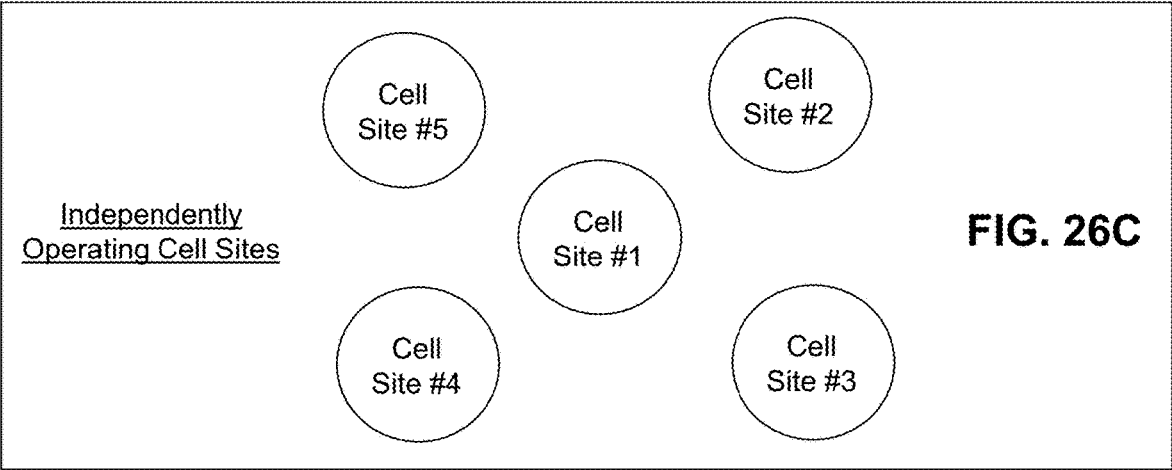 Cell
Site #5
Cell
Site #2
Independently
Operating Cell Sites
Cell
Site #1
FIG. 26C
Cell
Site #4
Cell
Site #3